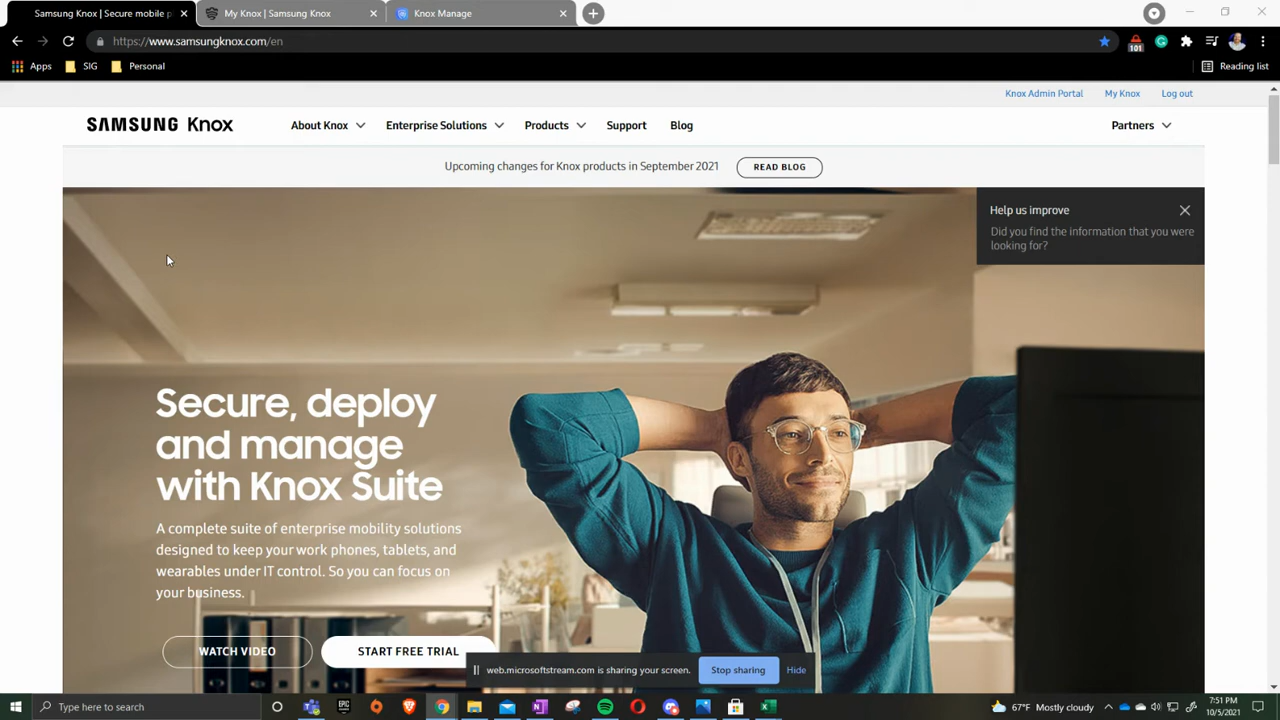 Samsung Knox | Secure mobile p
My Knox | Samsung Knox
Knox Manage
https://www.samsungknox.com/en
101
Apps
SIG
Personal
Reading list
Knox Admin Portal
My Knox
Log out
SAMSUNG Knox
About Knox
Enterprise Solutions
Products
Support
Blog
Partners
Upcoming changes for Knox products in September 2021
READ BLOG
Help us improve
Did you find the information that you were
looking for?
Secure, deploy
and manage
with Knox Suite
A complete suite of enterprise mobility solutions
designed to keep your work phones, tablets, and
wearables under IT control. So you can focus on
your business.
WATCH VIDEO
START FREE TRIAL
web.microsoftstream.com is sharing your screen.
Stop sharing
Hide
Type here to search
EPIC
67°F Mostly cloudy
7:51 PM
10/5/2021